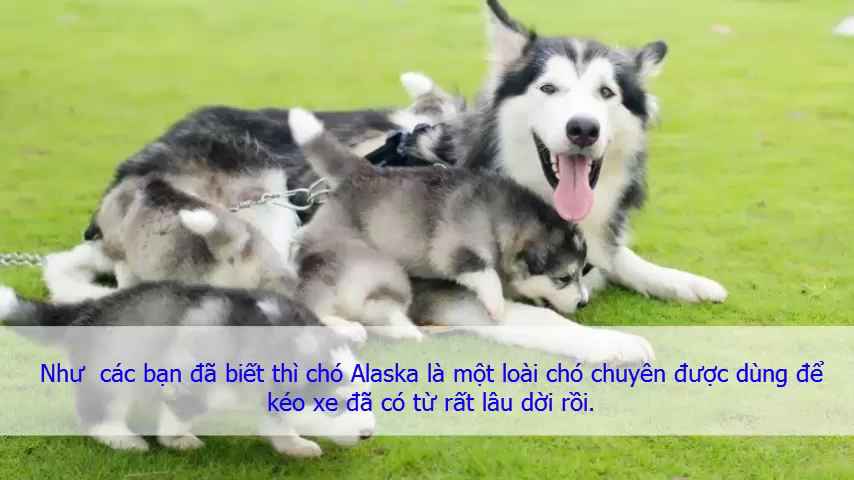 Như  các bạn đã biết thì chó Alaska là một loài chó chuyên được dùng để
kéo xe đã có từ rất lâu dời rồi.